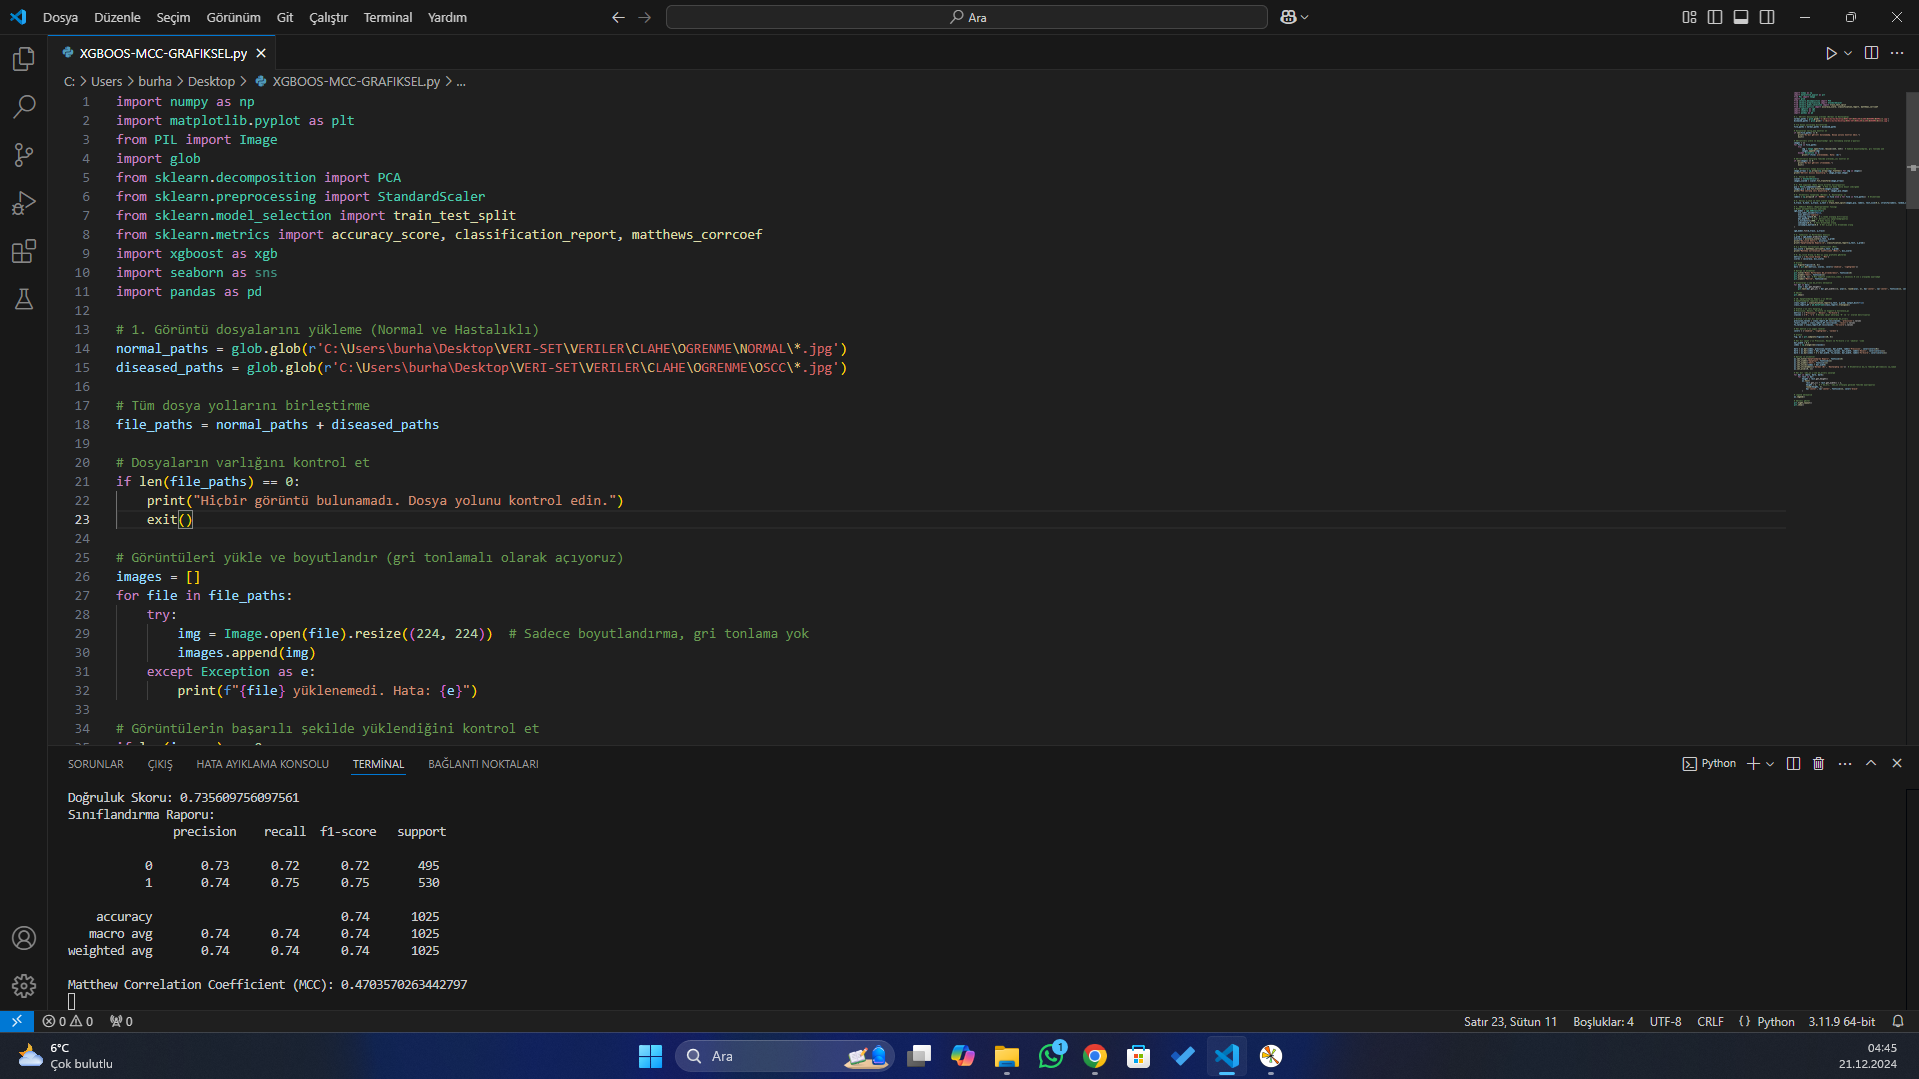 Dosya Düzenle Seçim Görünüm Git Çalıştır Terminal Yardım
Ara
XGBOOS-MCC-GRAFIKSEL.py
C: > Users > burha > Desktop > XGBOOS-MCC-GRAFIKSEL.py > ...
1 import numpy as np
2 import matplotlib.pyplot as plt
3 from PIL import Image
4 import glob
5 from sklearn.decomposition import PCA
6 from sklearn.preprocessing import StandardScaler
7 from sklearn.model_selection import train_test_split
8 from sklearn.metrics import accuracy_score, classification_report, matthews_corrcoef
9 import xgboost as xgb
10 import seaborn as sns
11 import pandas as pd
12
13 # 1. Görüntü dosyalarını yükleme (Normal ve Hastalıklı)
14 normal_paths = glob.glob(r'C:\Users\burha\Desktop\VERI-SET\VERILER\CLAHE\OGRENME\NORMAL\*.jpg')
15 diseased_paths = glob.glob(r'C:\Users\burha\Desktop\VERI-SET\VERILER\CLAHE\OGRENME\OSCC\*.jpg')
16
17 # Tüm dosya yollarını birleştirme
18 file_paths = normal_paths + diseased_paths
19
20 # Dosyaların varlığını kontrol et
21 if len(file_paths) == 0:
22 print("Hiçbir görüntü bulunamadı. Dosya yolunu kontrol edin.")
23 exit()
24
25 # Görüntüleri yükle ve boyutlandır (gri tonlamalı olarak açıyoruz)
26 images = []
27 for file in file_paths:
28 try:
29 img = Image.open(file).resize((224, 224))  # Sadece boyutlandırma, gri tonlama yok
30 images.append(img)
31 except Exception as e:
32 print(f"{file} yüklenemedi. Hata: {e}")
33
34 # Görüntülerin başarılı şekilde yüklendiğini kontrol et
SORUNLAR ÇIKIŞ HATA AYIKLAMA KONSOLU TERMİNAL BAĞLANTI NOKTALARI
Python
Doğruluk Skoru: 0.735609756097561
Sınıflandırma Raporu:
precision recall f1-score support
0 0.73 0.72 0.72 495
1 0.74 0.75 0.75 530
accuracy 0.74 1025
macro avg 0.74 0.74 0.74 1025
weighted avg 0.74 0.74 0.74 1025
Matthew Correlation Coefficient (MCC): 0.4703570263442797
0 0 0
Satır 23, Sütun 11 Boşluklar: 4 UTF-8 CRLF {} Python 3.11.9 64-bit
6°C
Çok bulutlu
Ara
1
04:45
21.12.2024